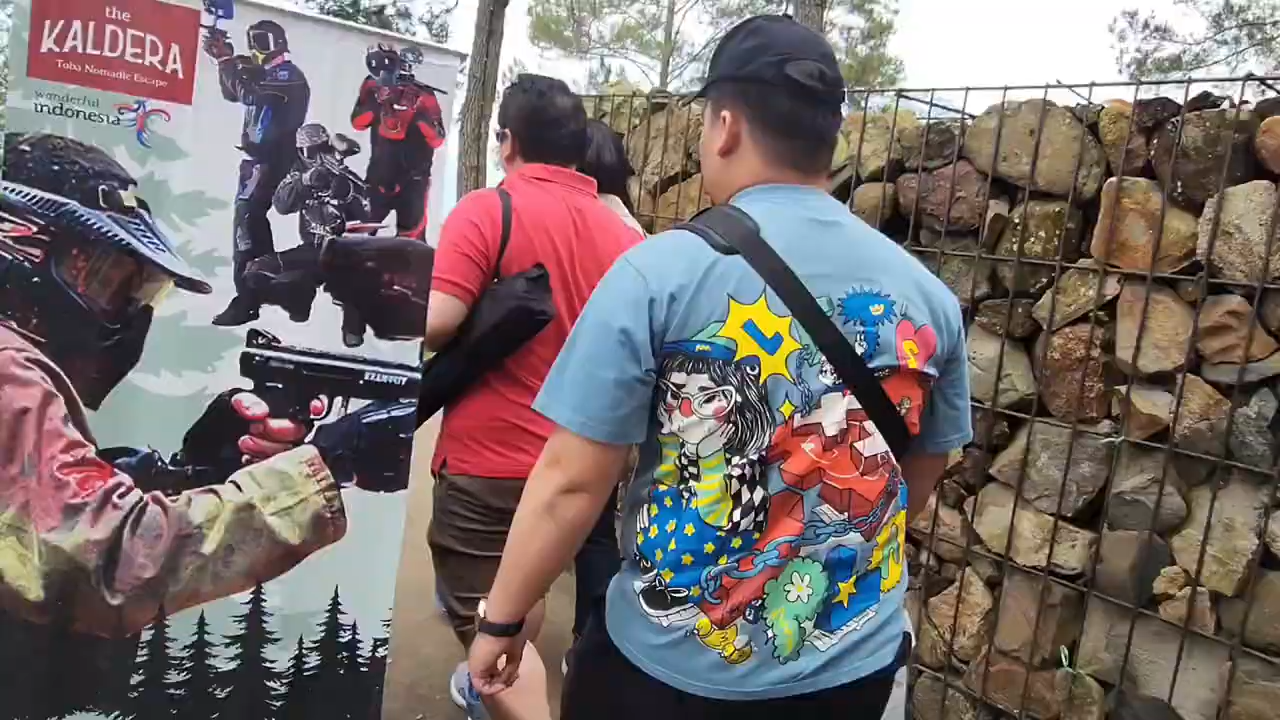 the
KALDERA
Toba Nomadic Escape
wonderful
indonesia
L